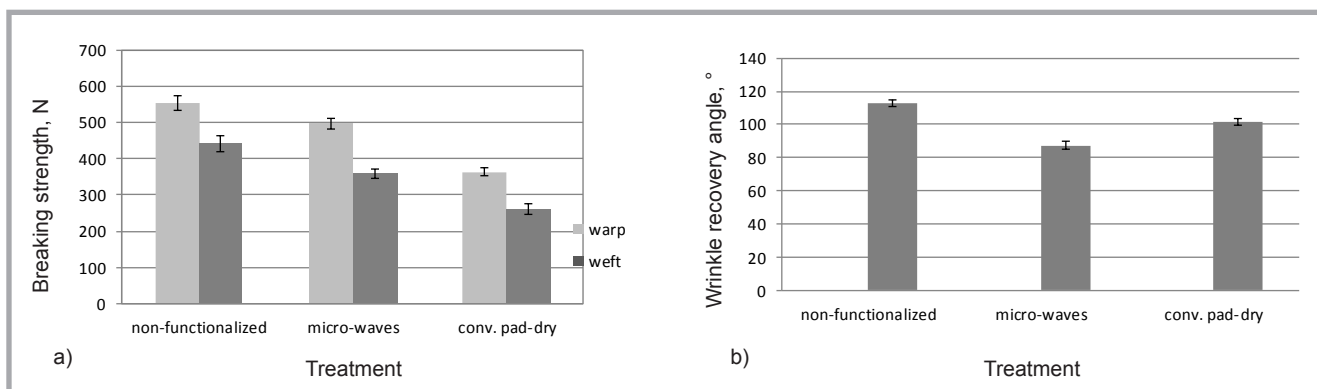 700
600
500
400
300
200
100
0
Breaking strength, N
non-functionalized
micro-waves
conv. pad-dry
warp
weft
a)
Treatment
140
120
100
80
60
40
20
0
Wrinkle recovery angle, °
non-functionalized
micro-waves
conv. pad-dry
b)
Treatment